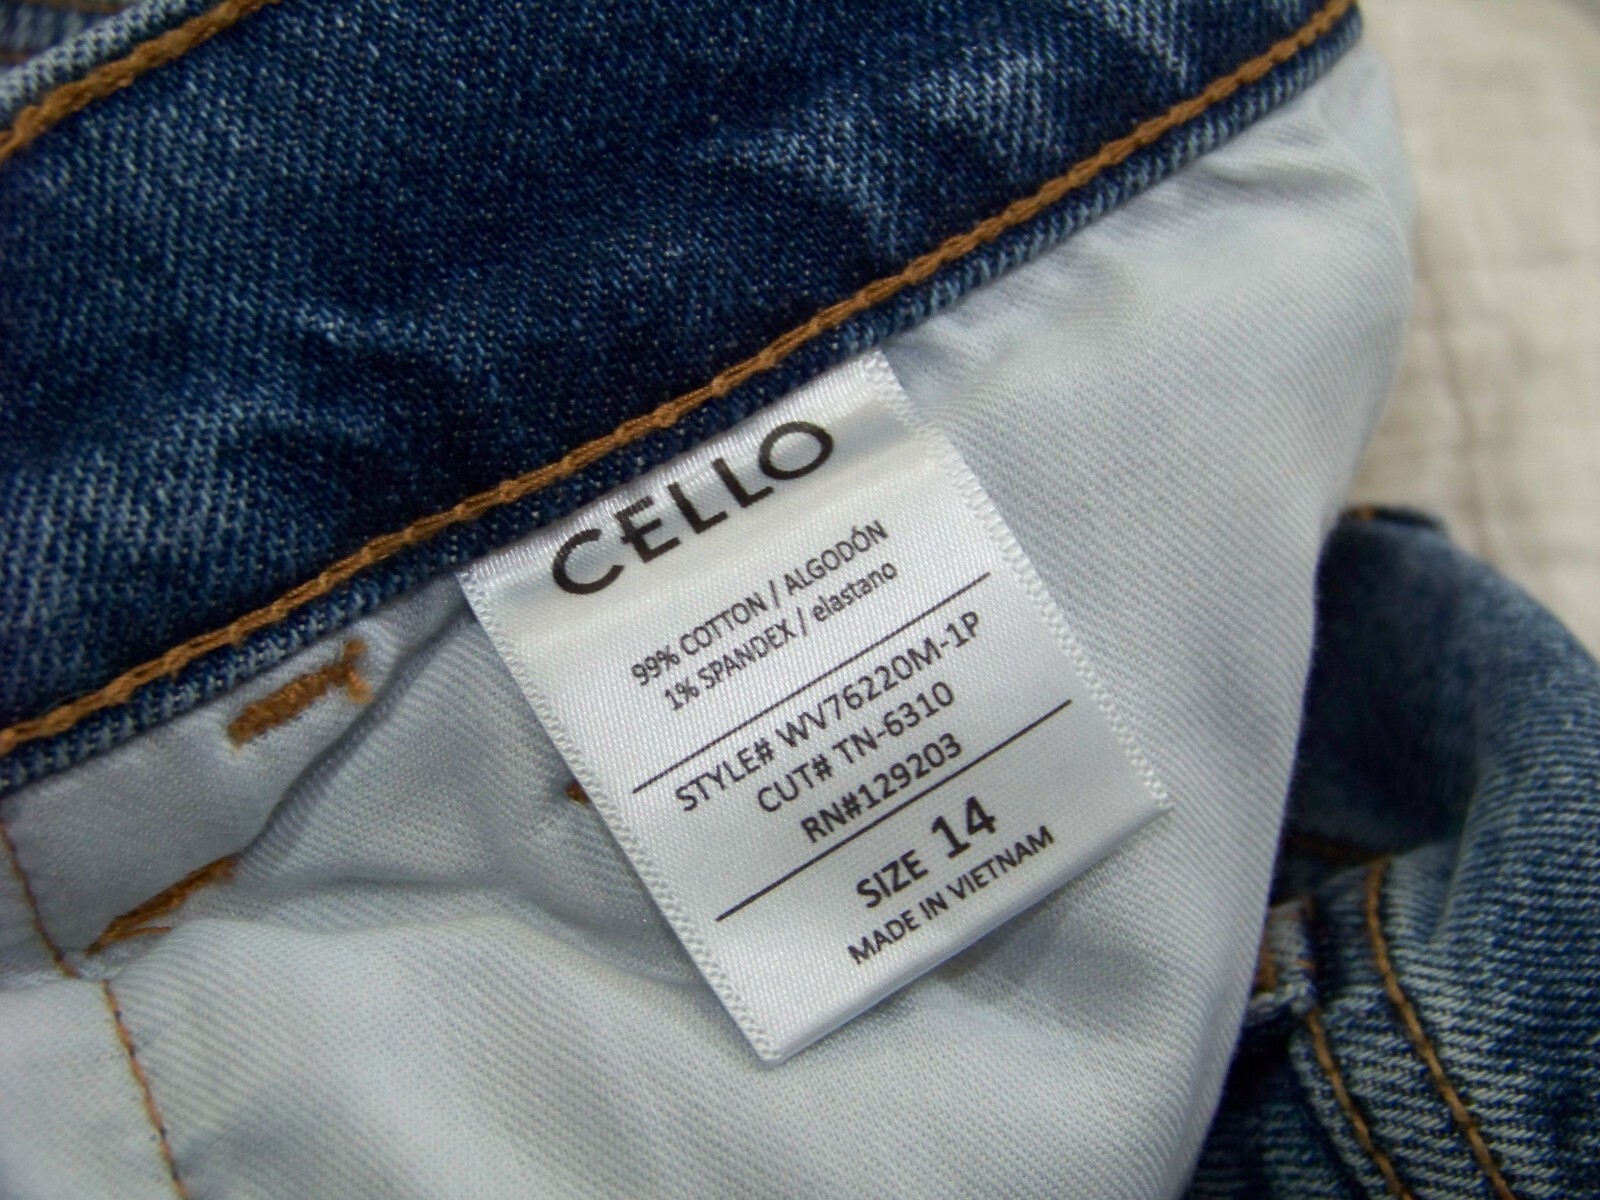 CELLO
99% COTTON / ALGODÓN
1% SPANDEX / elastano
STYLE# WV76220M-1P
CUT# TN-6310
RN#129203
SIZE 14
MADE IN VIETNAM